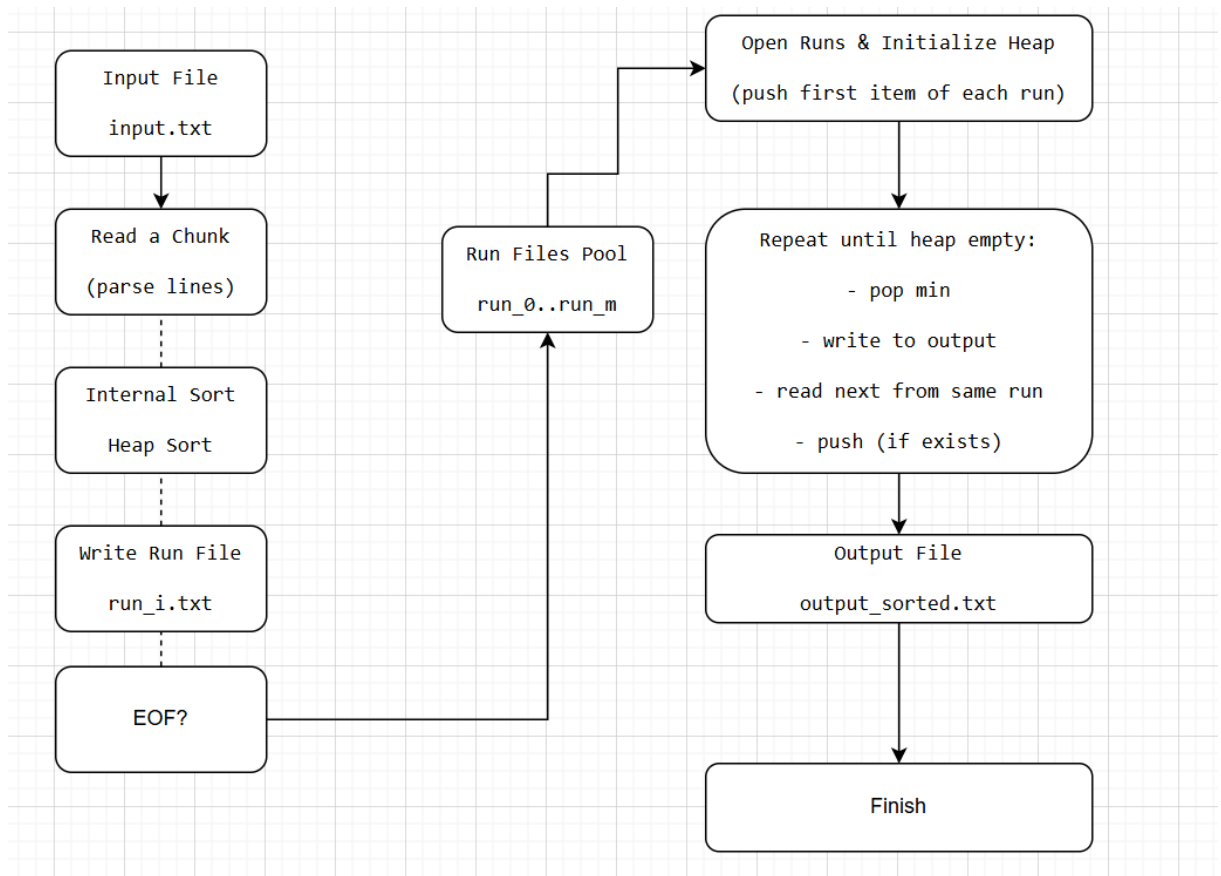 Input File
input.txt
Read a Chunk
(parse lines)
Internal Sort
Heap Sort
Write Run File
run_i.txt
EOF?
Run Files Pool
run_0..run_m
Open Runs & Initialize Heap
(push first item of each run)
Repeat until heap empty:
- pop min
- write to output
- read next from same run
- push (if exists)
Output File
output_sorted.txt
Finish